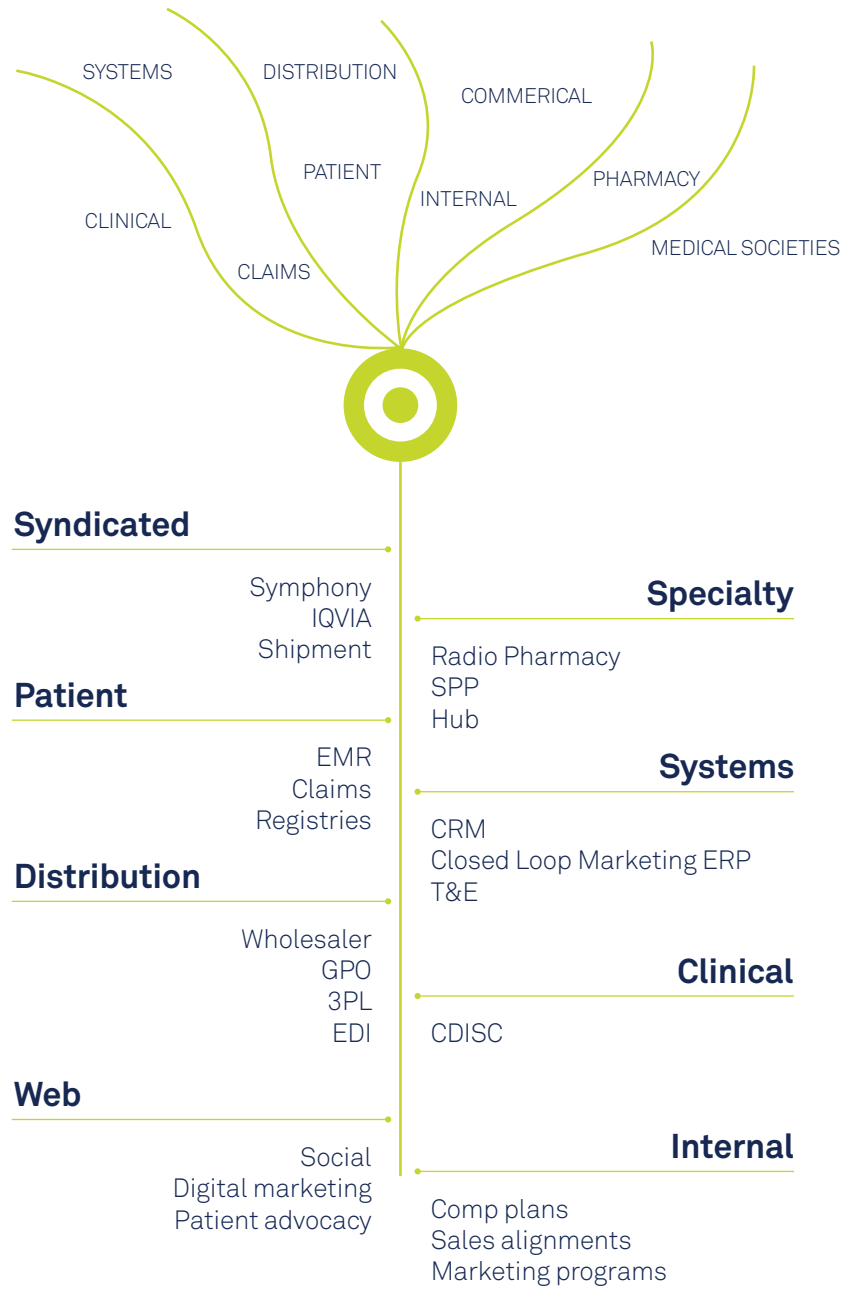 SYSTEMS
DISTRIBUTION
COMMERICAL
PATIENT
PHARMACY
INTERNAL
CLINICAL
MEDICAL SOCIETIES
CLAIMS
Syndicated
Symphony
IQVIA
Shipment
Specialty
Radio Pharmacy
SPP
Hub
Patient
EMR
Claims
Registries
Systems
CRM
Closed Loop Marketing ERP
T&E
Distribution
Wholesaler
GPO
3PL
EDI
Clinical
CDISC
Web
Social
Digital marketing
Patient advocacy
Internal
Comp plans
Sales alignments
Marketing programs